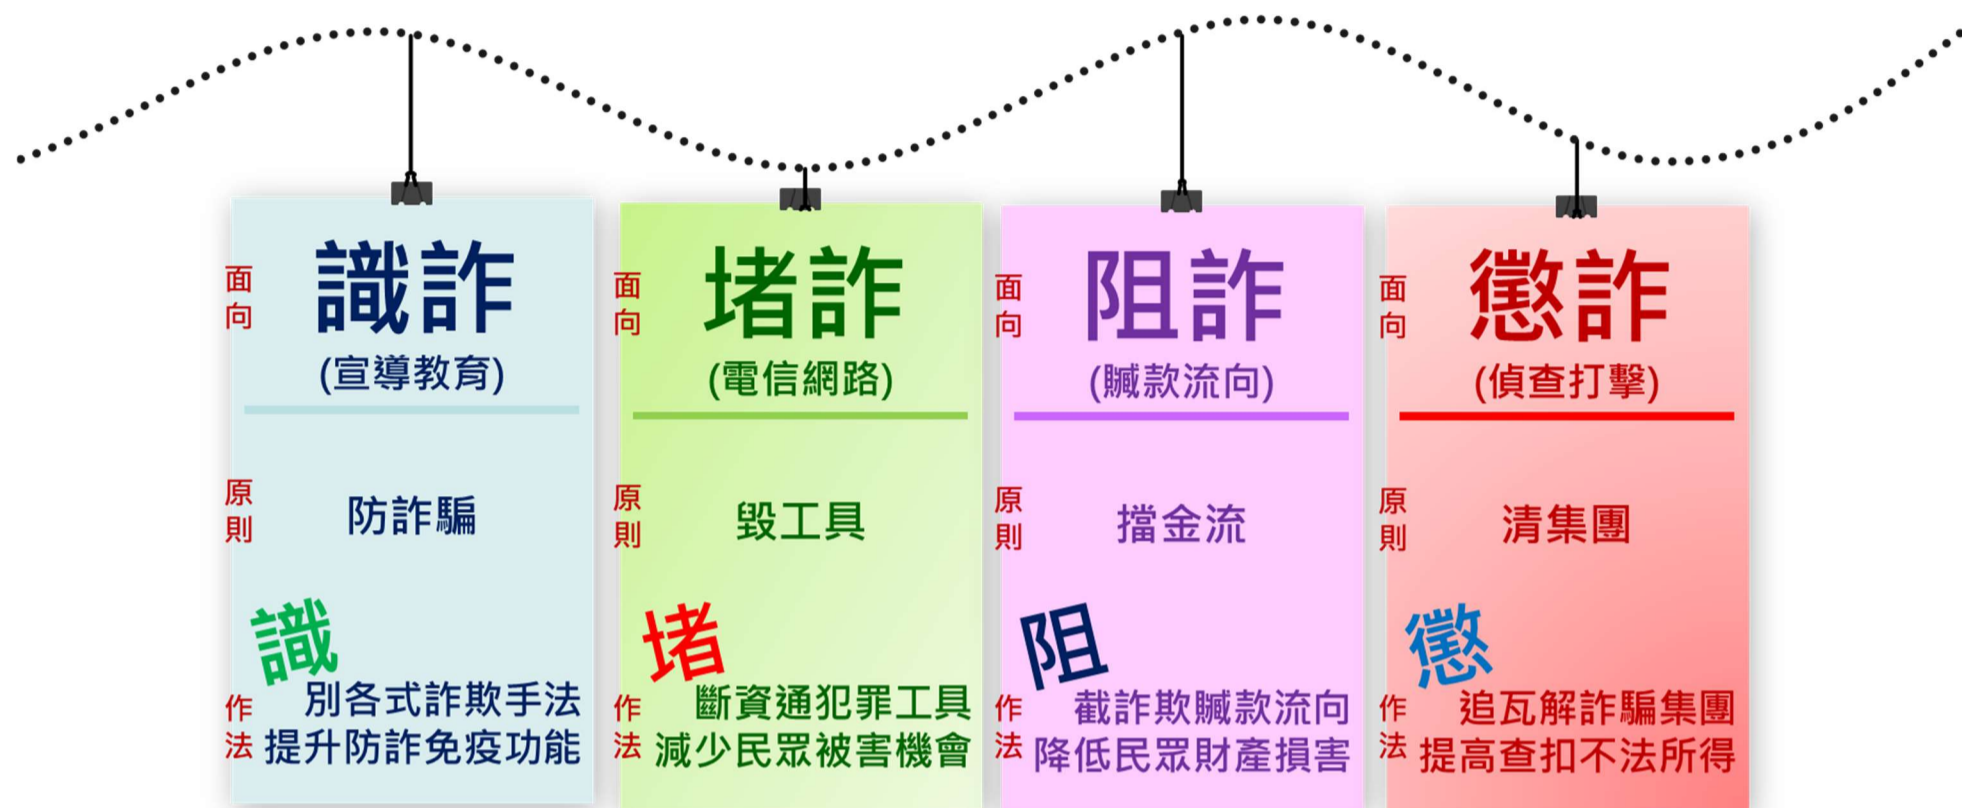 面向
識詐
(宣導教育)
原則
防詐騙
作法
識
別各式詐欺手法
提升防詐免疫功能
面向
堵詐
(電信網路)
原則
毀工具
作法
堵
斷資通犯罪工具
減少民眾被害機會
面向
阻詐
(贓款流向)
原則
擋金流
作法
阻
截詐欺贓款流向
降低民眾財產損害
面向
懲詐
(偵查打擊)
原則
清集團
作法
懲
追瓦解詐騙集團
提高查扣不法所得